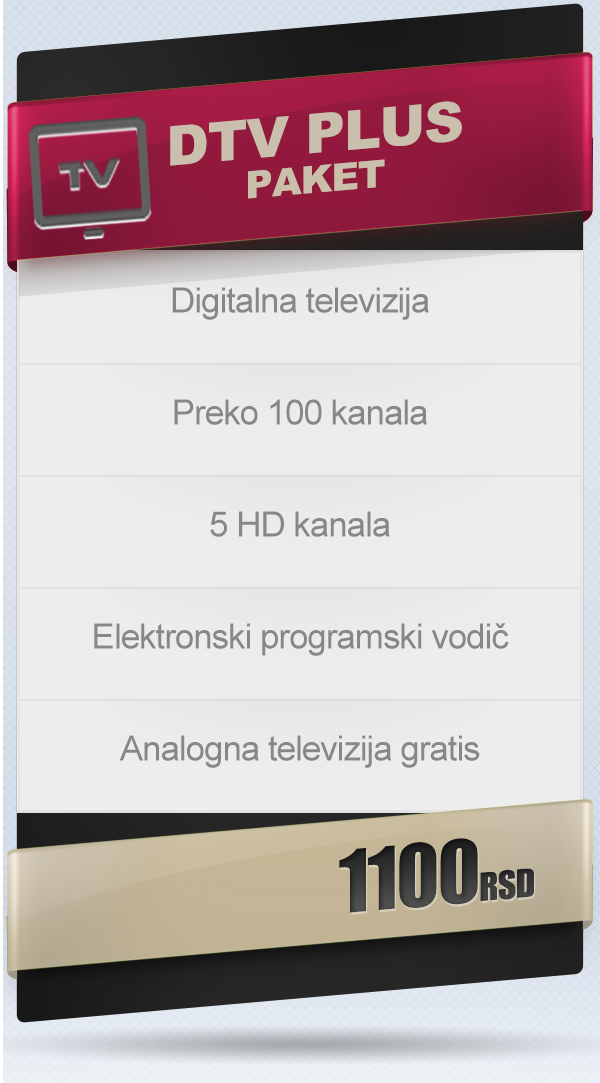 TV
DTV PLUS
PAKET
Digitalna televizija
Preko 100 kanala
5 HD kanala
Elektronski programski vodič
Analogna televizija gratis
1100RSD